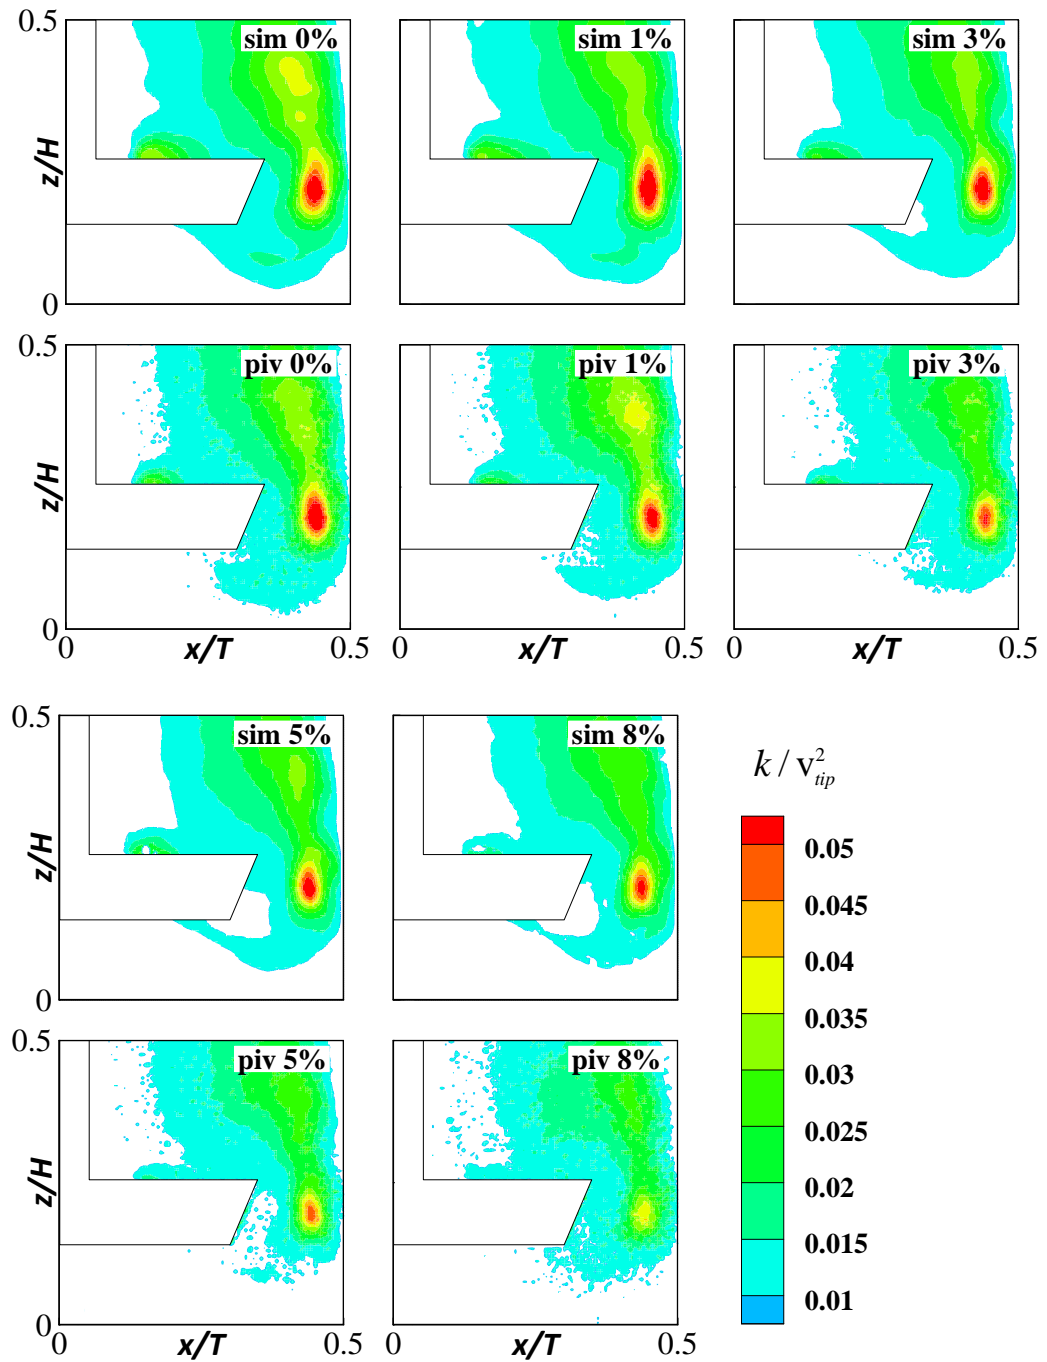 0.5
sim 0%
sim 1%
sim 3%
z/H
0
0.5
piv 0%
piv 1%
piv 3%
z/H
0
0 x/T 0.5
x/T 0.5
x/T 0.5
0.5
sim 5%
sim 8%
z/H
0
0.5
piv 5%
piv 8%
z/H
0
0 x/T 0.5
x/T 0.5
k / v²tip
0.05
0.045
0.04
0.035
0.03
0.025
0.02
0.015
0.01